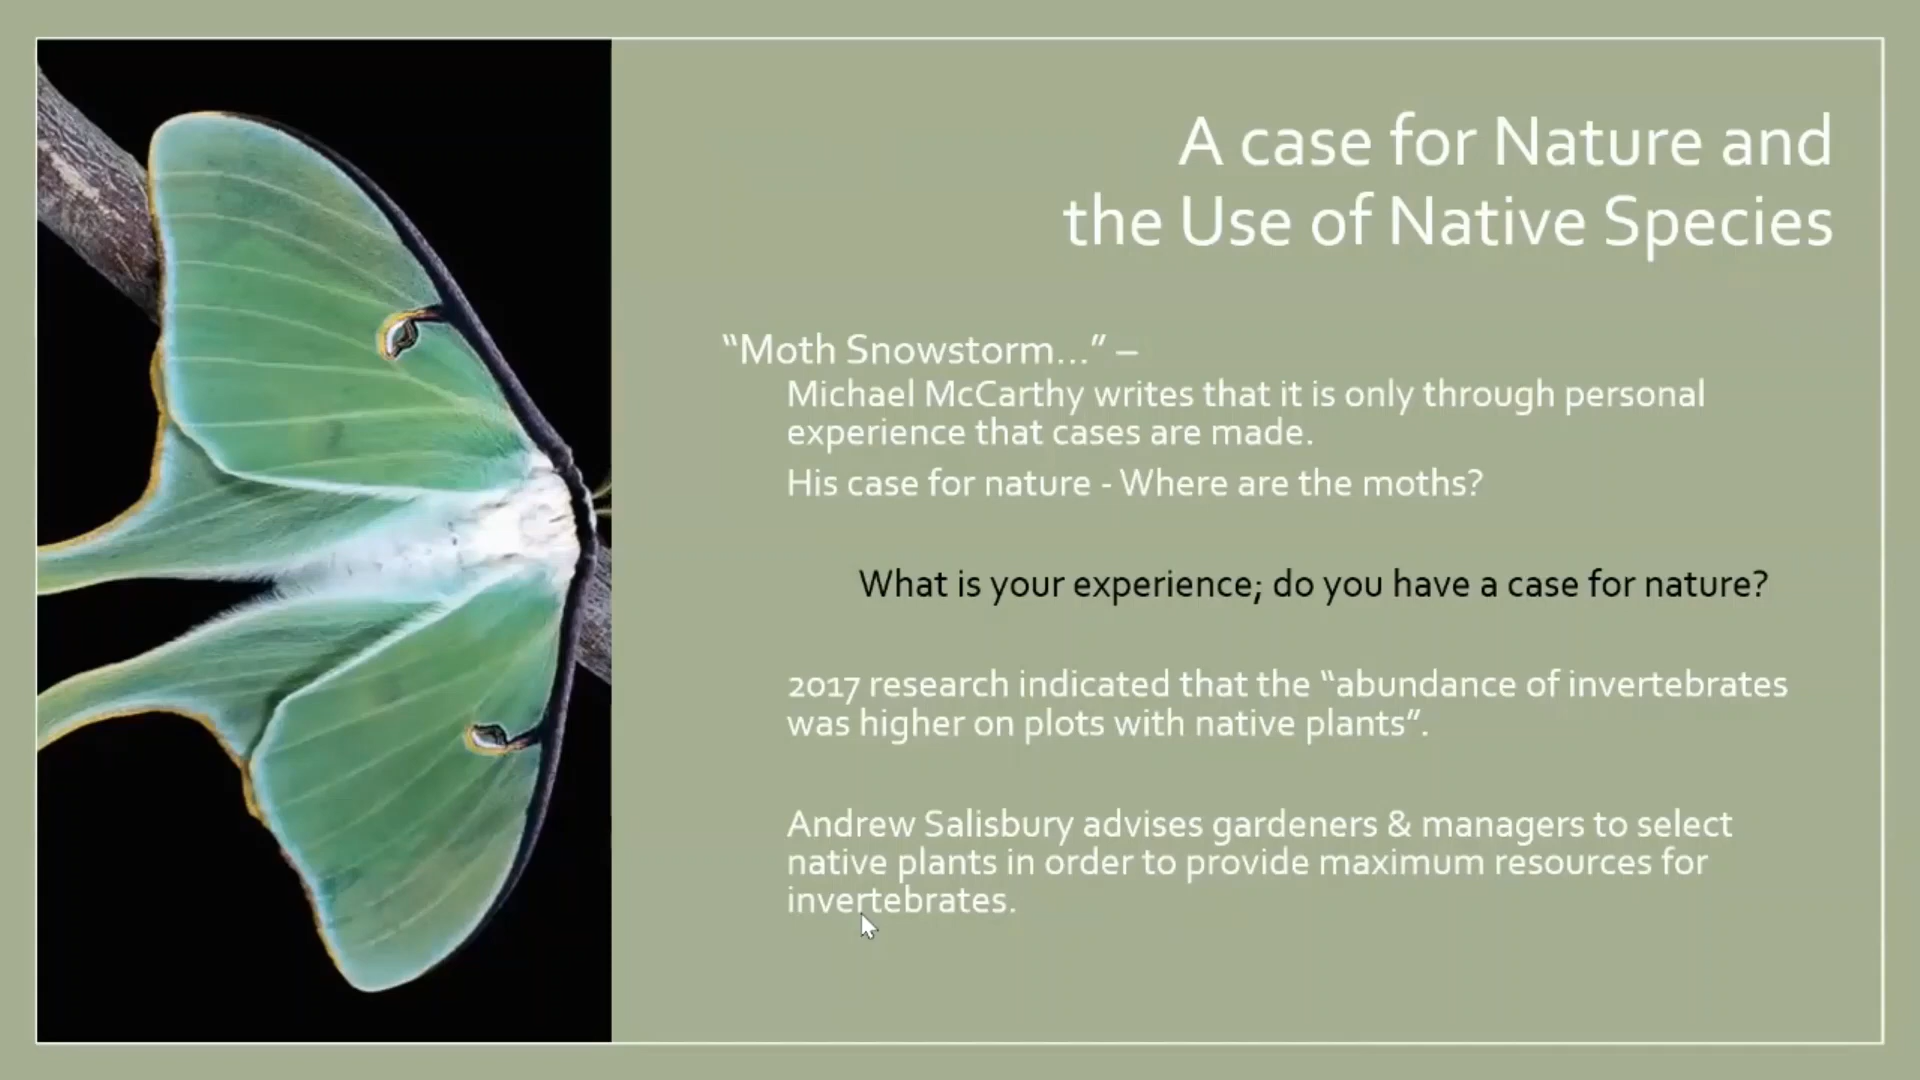 A case for Nature and
the Use of Native Species
“Moth Snowstorm...” –
Michael McCarthy writes that it is only through personal
experience that cases are made.
His case for nature - Where are the moths?
What is your experience; do you have a case for nature?
2017 research indicated that the “abundance of invertebrates
was higher on plots with native plants”.
Andrew Salisbury advises gardeners & managers to select
native plants in order to provide maximum resources for
invertebrates.